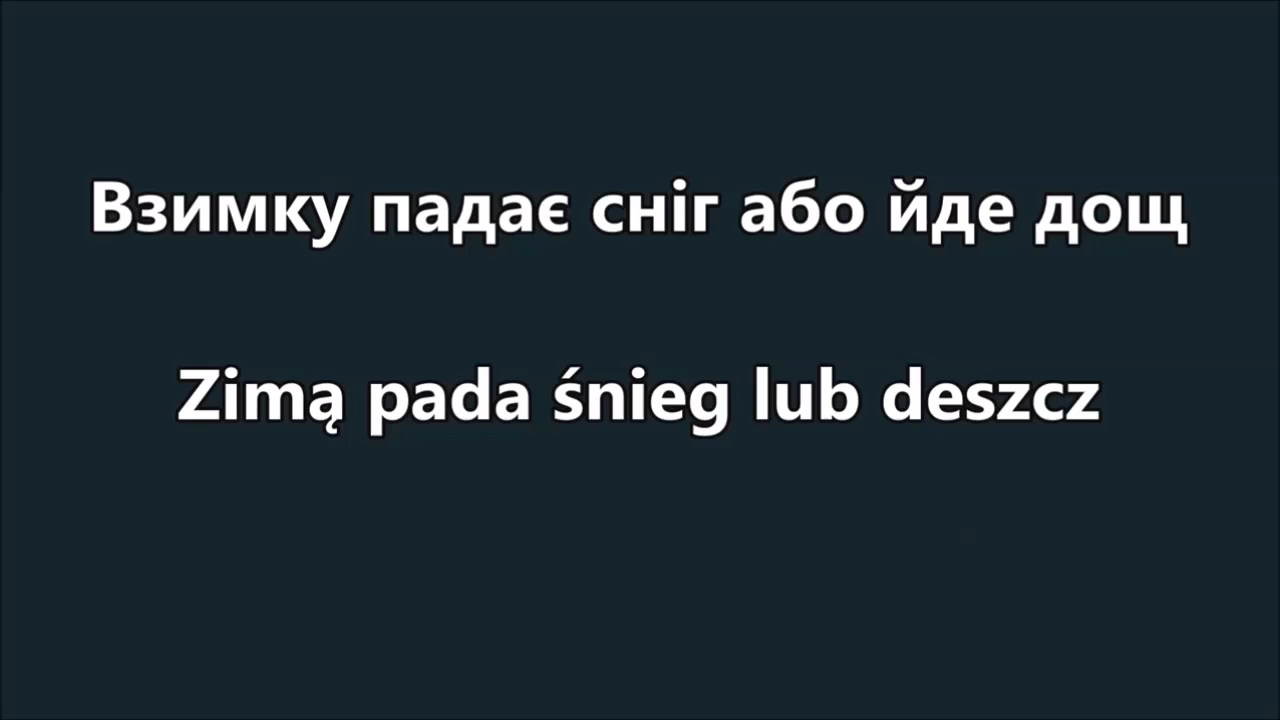 Взимку падає сніг або йде дощ
Zimą pada śnieg lub deszcz